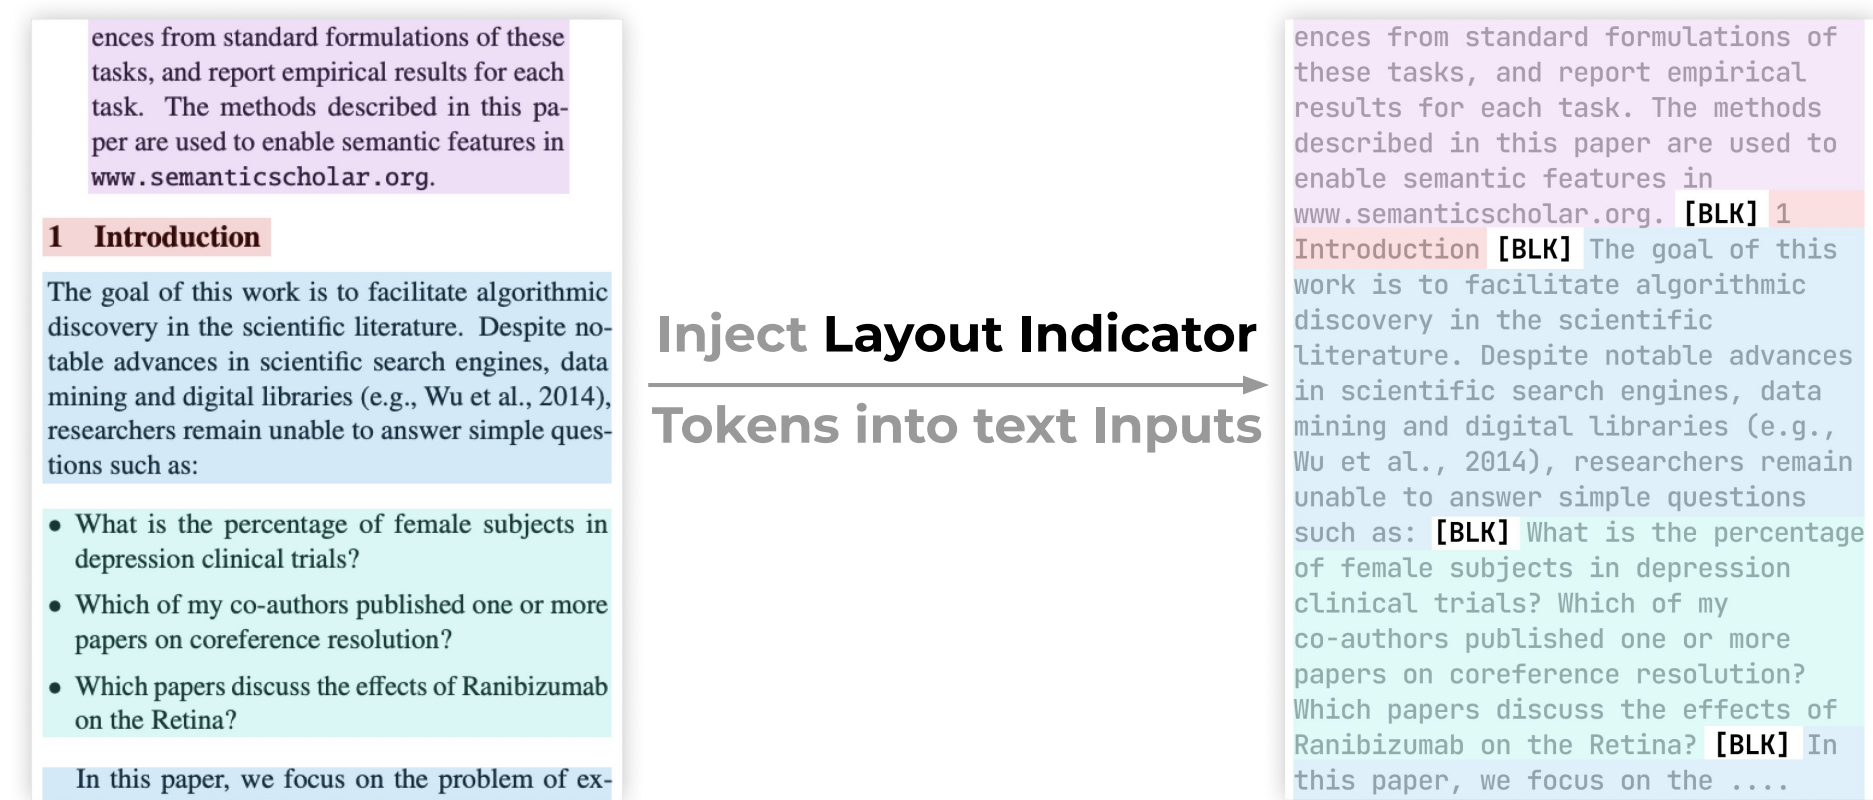 ences from standard formulations of these
tasks, and report empirical results for each
task. The methods described in this pa-
per are used to enable semantic features in
www.semanticscholar.org.
1 Introduction
The goal of this work is to facilitate algorithmic
discovery in the scientific literature. Despite no-
table advances in scientific search engines, data
mining and digital libraries (e.g., Wu et al., 2014),
researchers remain unable to answer simple ques-
tions such as:
• What is the percentage of female subjects in
depression clinical trials?
• Which of my co-authors published one or more
papers on coreference resolution?
• Which papers discuss the effects of Ranibizumab
on the Retina?
In this paper, we focus on the problem of ex-
Inject Layout Indicator
Tokens into text Inputs
ences from standard formulations of
these tasks, and report empirical
results for each task. The methods
described in this paper are used to
enable semantic features in
www.semanticscholar.org. [BLK] 1
Introduction [BLK] The goal of this
work is to facilitate algorithmic
discovery in the scientific
literature. Despite notable advances
in scientific search engines, data
mining and digital libraries (e.g.,
Wu et al., 2014), researchers remain
unable to answer simple questions
such as: [BLK] What is the percentage
of female subjects in depression
clinical trials? Which of my
co-authors published one or more
papers on coreference resolution?
Which papers discuss the effects of
Ranibizumab on the Retina? [BLK] In
this paper, we focus on the ....